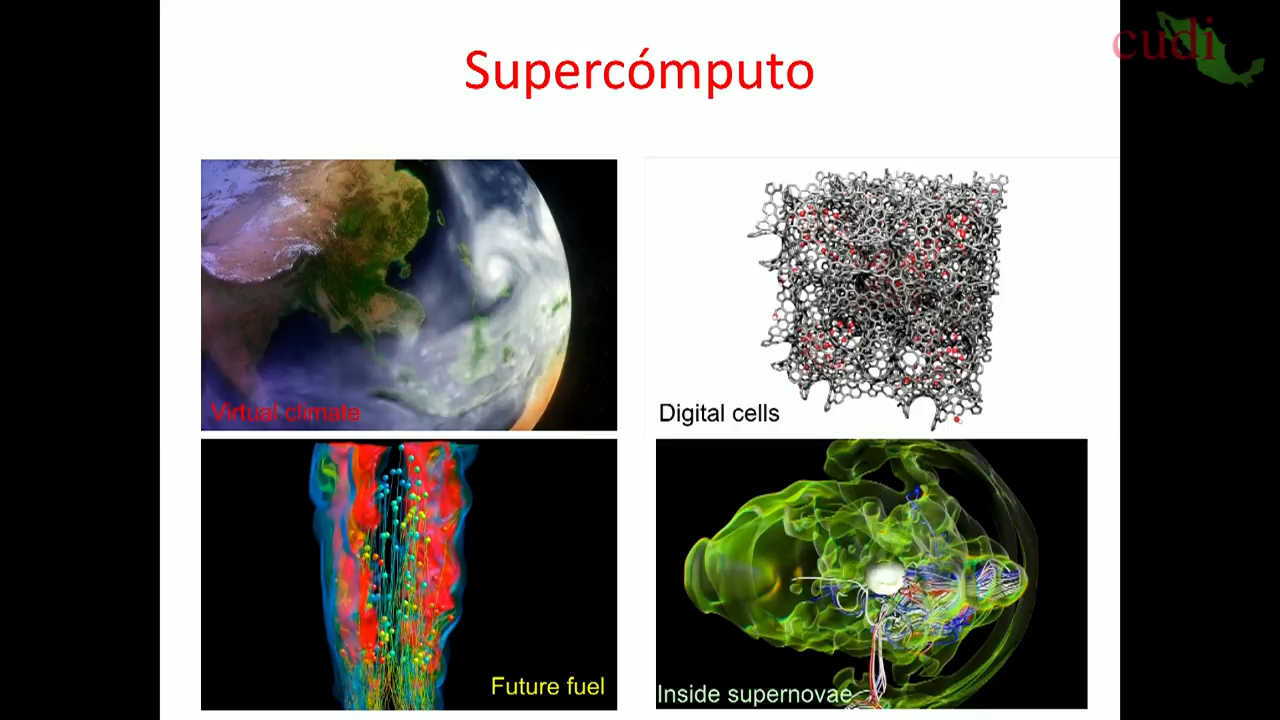 cudi
Supercómputo
Virtual climate
Digital cells
Future fuel
Inside supernovae